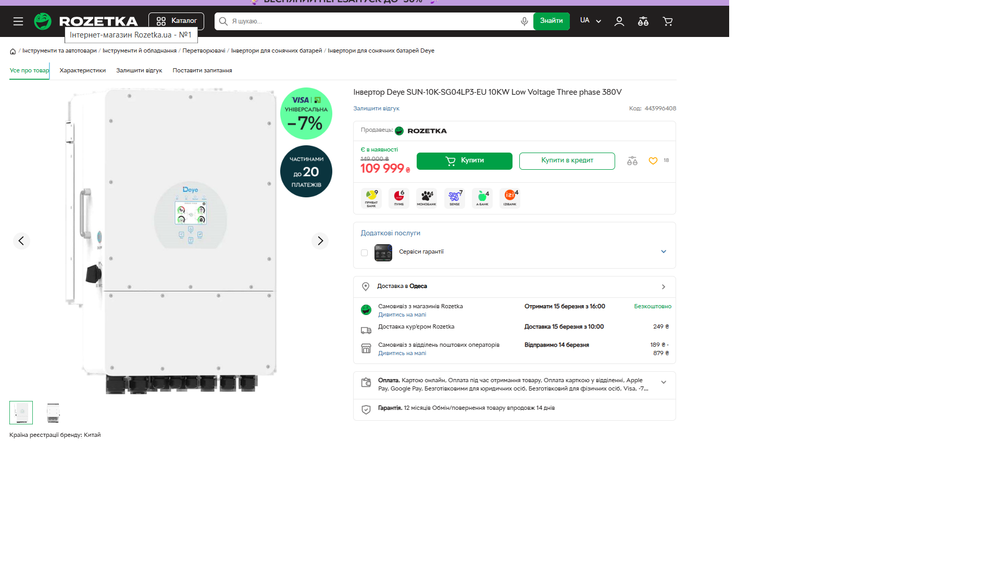 ВЕСНЯНИЙ ПЕРЕЗАПУСК ДО -50%
ROZETKA
Каталог
Я шукаю...
Знайти
UA
Інтернет-магазин Rozetka.ua - №1
/ Інструменти та автотовари / Інструменти й обладнання / Перетворювачі / Інвертори для сонячних батарей / Інвертори для сонячних батарей Deye
Усе про товар
Характеристики
Залишити відгук
Поставити запитання
VISA
УНІВЕРСАЛЬНА
-7%
ЧАСТИНАМИ
ДО 20
ПЛАТЕЖІВ
Deye
Інвертор Deye SUN-10K-SG04LP3-EU 10KW Low Voltage Three phase 380V
Залишити відгук
Код: 443996408
Продавець: ROZETKA
Є в наявності
149 000 ₴
109 999 ₴
Купити
Купити в кредит
18
9 ПРИВАТ БАНК
6 ПУМБ
4 МОНОБАНК
sense 7 SENSE
4 А-БАНК
izi 4 IZIBANK
Додаткові послуги
Сервіси гарантії
Доставка в Одеса
Самовивіз з магазинів Rozetka
Отримати 15 березня з 16:00
Безкоштовно
Дивитись на мапі
Доставка кур'єром Rozetka
Доставка 15 березня з 10:00
249 ₴
Самовивіз з відділень поштових операторів
Відправимо 14 березня
189 ₴ -
Дивитись на мапі
879 ₴
Оплата. Картою онлайн, Оплата під час отримання товару, Оплата карткою у відділенні, Apple
Pay, Google Pay, Безготівковими для юридичних осіб, Безготівковий для фізичних осіб, Visa, -7...
Гарантія. 12 місяців Обмін/повернення товару впродовж 14 днів
Країна реєстрації бренду: Китай